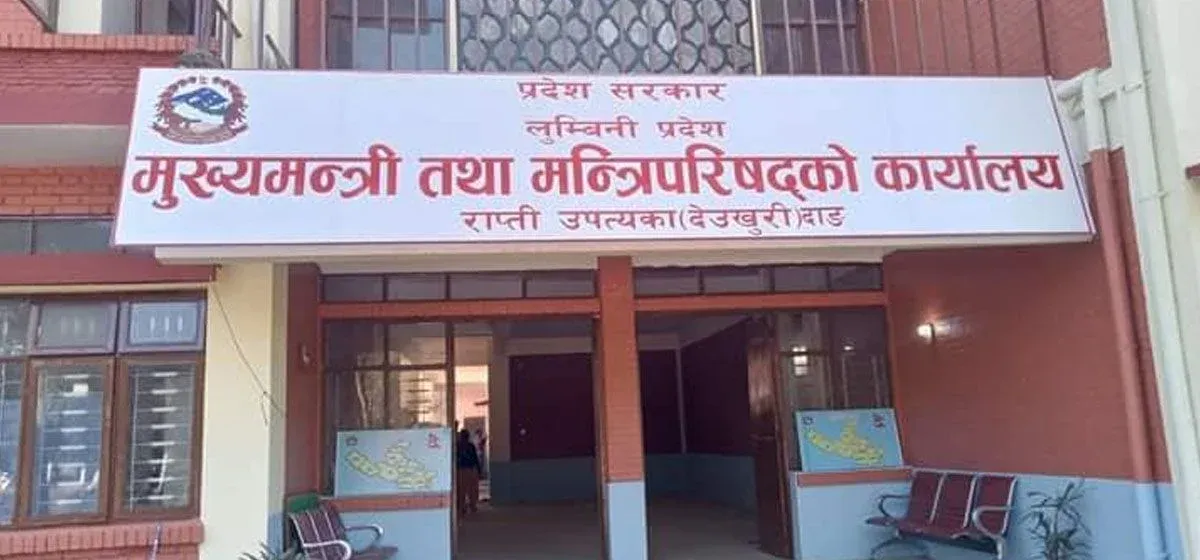 प्रदेश सरकार
लुम्बिनी प्रदेश
मुख्यमन्त्री तथा मन्त्रिपरिषद्को कार्यालय
राप्ती उपत्यका(देउखुरी)दाङ